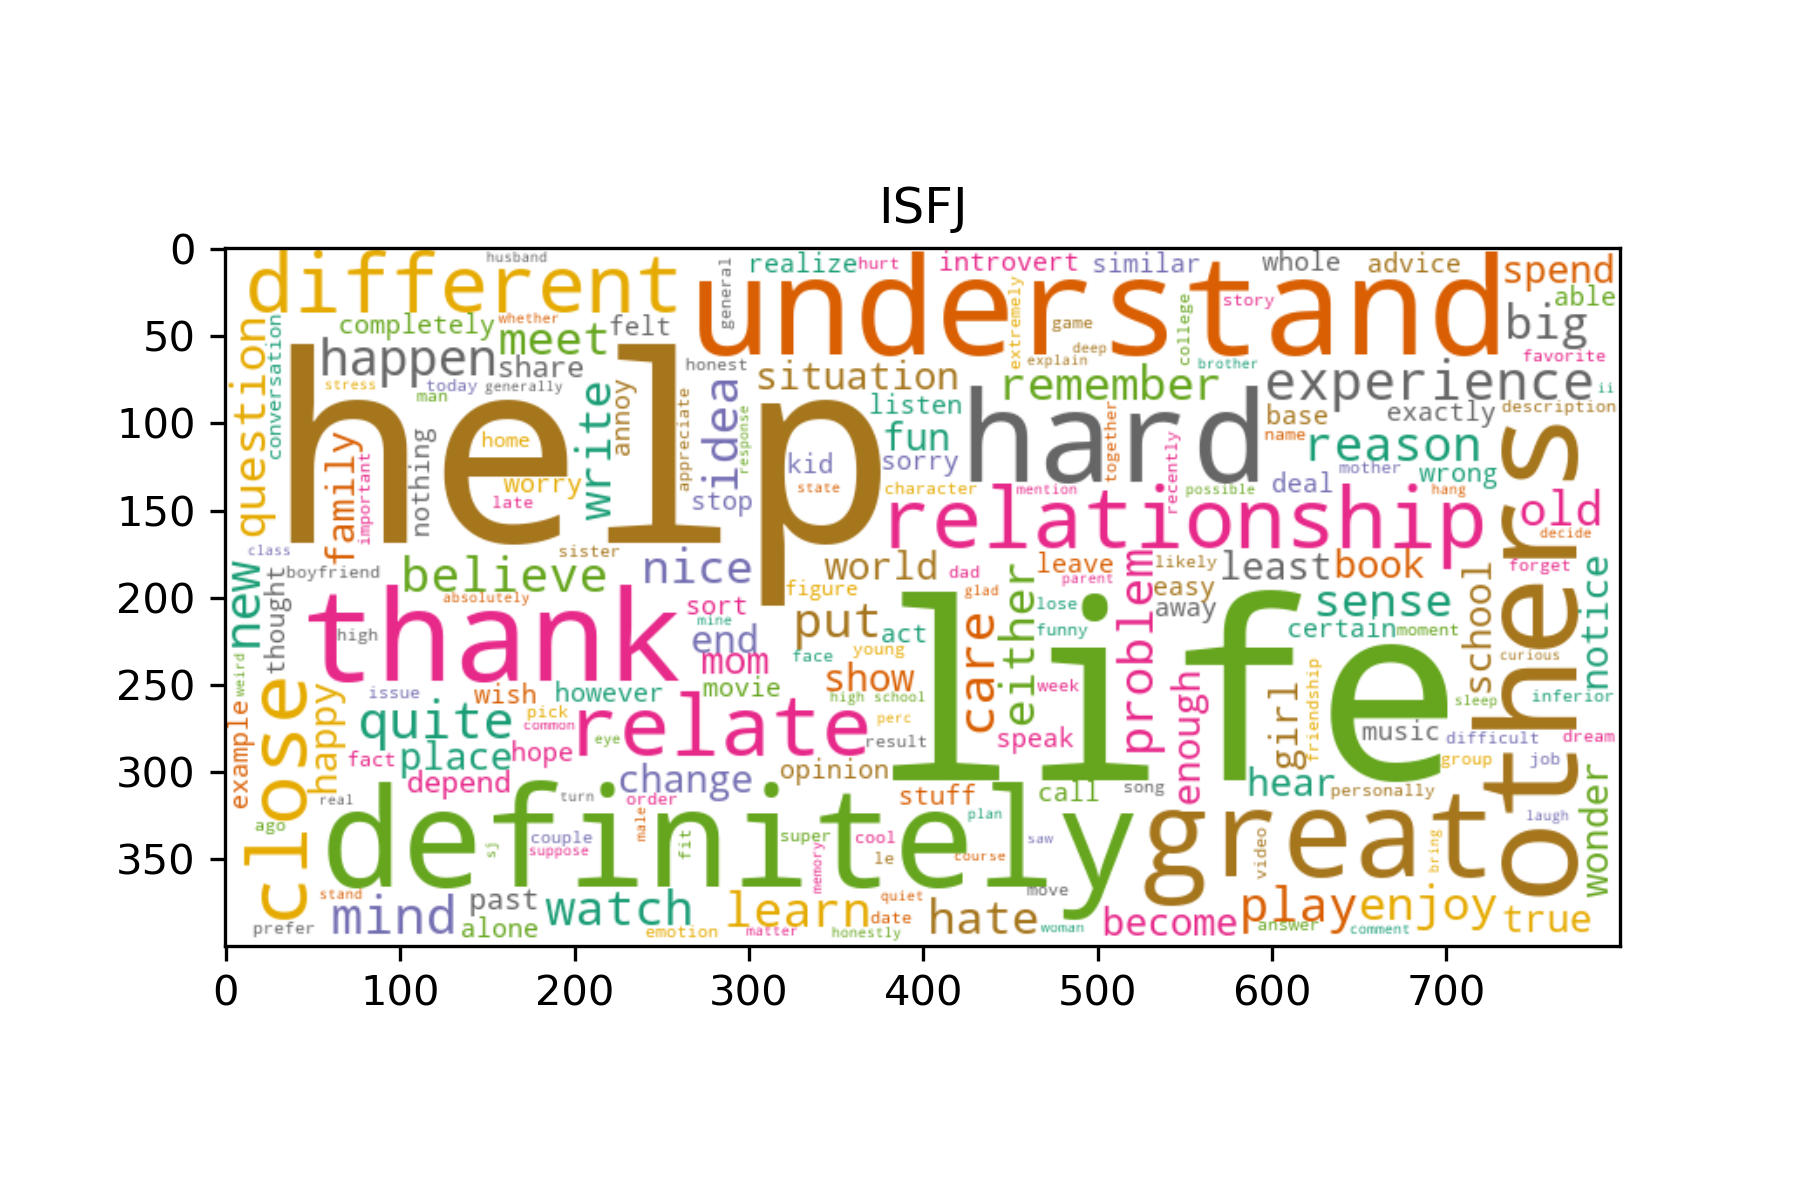 ISFJ
0
50
100
150
200
250
300
350
0 100 200 300 400 500 600 700
different
husband
understand
general
realize
hurt
introvert
similar
whole
advice
spend
able
big
favorite
completely
whether
meet
felt
happen
share
stress
today
generally
man
question
conversation
help
home
worry
late
family
important
nothing
write
annoy
appreciate
honest
idea
response
stop
situation
extremely
game
deep
explain
story
college
brother
remember
experience
ii
listen
fun
sorry
kid
state
character
hard
together
recently
mention
possible
base
name
exactly
description
reason
mother
wrong
deal
hang
others
relationship
old
decide
forget
class
boyfriend
believe
sister
absolutely
nice
world
figure
dad
leave
parent
glad
problem
likely
easy
away
least
book
school
notice
new
thought
high
weird
thank
sort
mine
end
mom
movie
put
act
young
face
show
high school
perc
result
care
either
lose
funny
week
speak
life
enough
sense
certain
moment
curious
inferior
sleep
girl
friendship
music
difficult
dream
group
job
example
close
happy
issue
wish
however
quite
pick
common
relate
eye
fact
place
hope
depend
change
opinion
stuff
call
song
hear
personally
real
turn
order
ago
definitely
sj
couple
suppose
male
fit
super
memory
cool
le
course
plan
saw
great
video
bring
laugh
wonder
stand
prefer
mind
past
alone
watch
emotion
learn
matter
quiet
date
honestly
hate
move
woman
become
play
answer
enjoy
comment
true